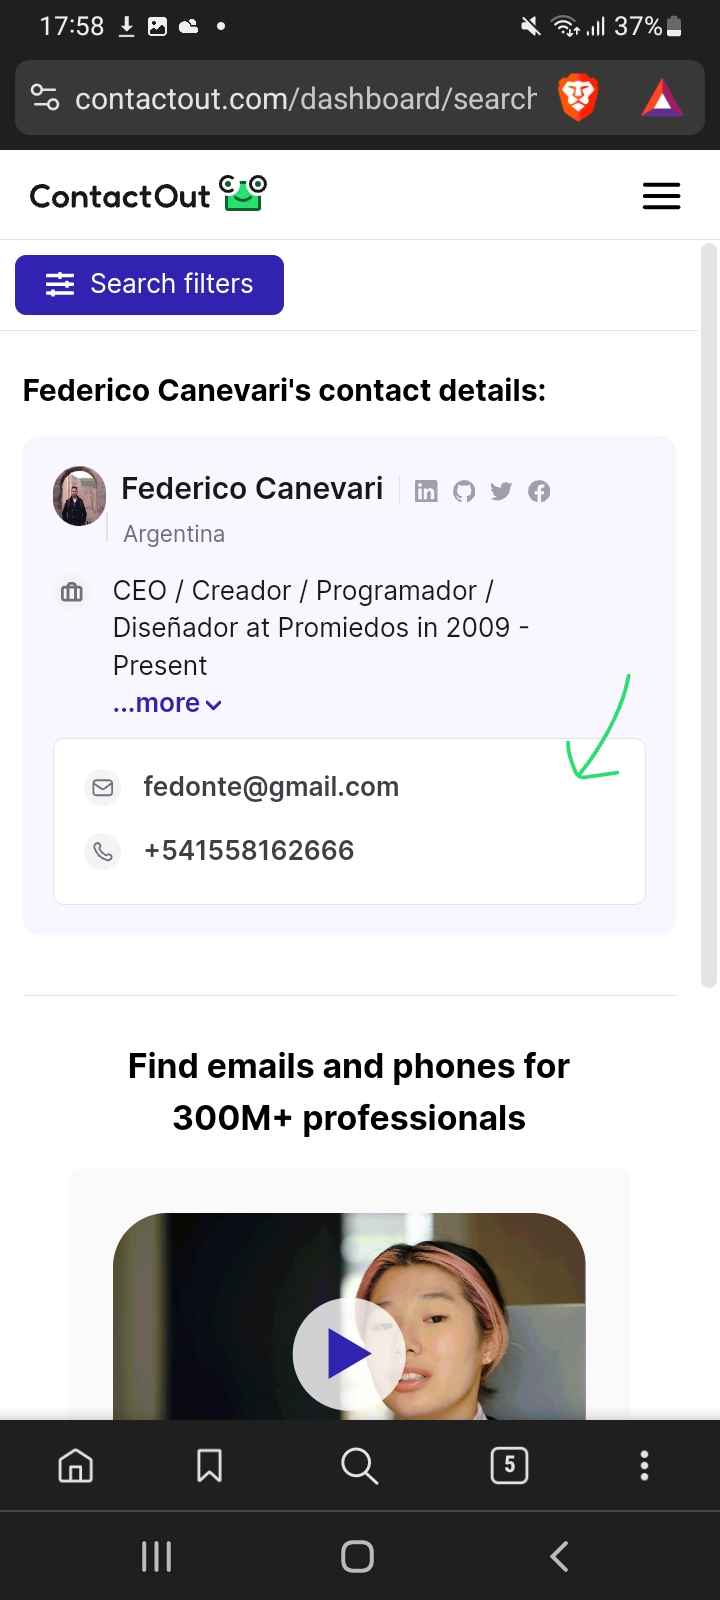 17:58
37%
contactout.com/dashboard/search
ContactOut
Search filters
Federico Canevari's contact details:
Federico Canevari
Argentina
CEO / Creador / Programador /
Diseñador at Promiedos in 2009 -
Present
...more
fedonte@gmail.com
+541558162666
Find emails and phones for
300M+ professionals
5